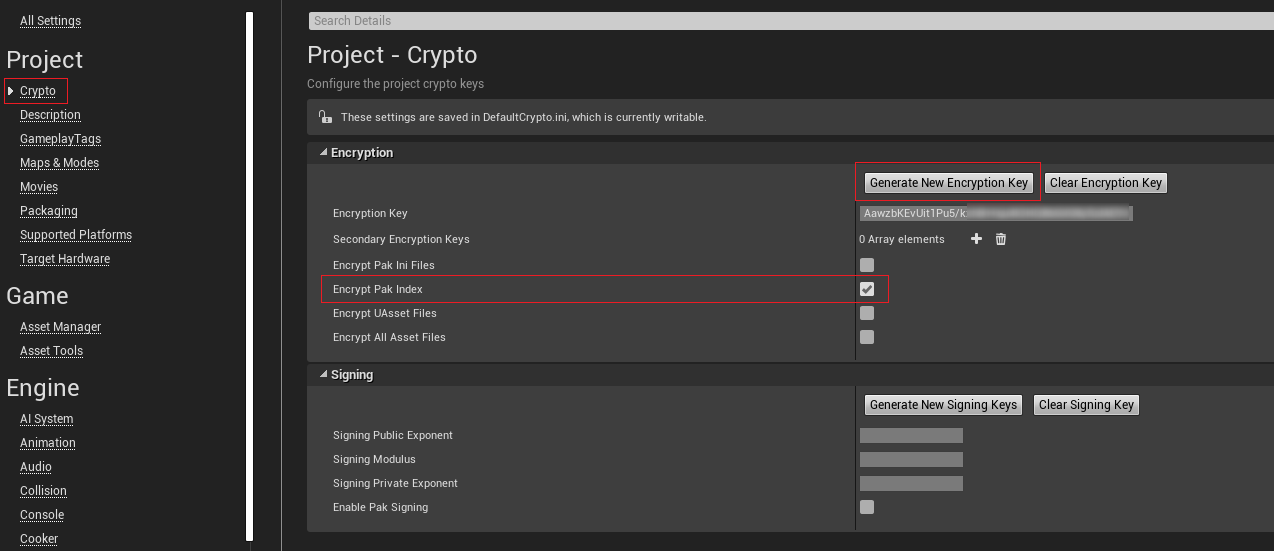 All Settings
Project
Crypto
Description
GameplayTags
Maps & Modes
Movies
Packaging
Supported Platforms
Target Hardware
Game
Asset Manager
Asset Tools
Engine
AI System
Animation
Audio
Collision
Console
Cooker
Search Details
Project - Crypto
Configure the project crypto keys
These settings are saved in DefaultCrypto.ini, which is currently writable.
Encryption
Generate New Encryption Key Clear Encryption Key
Encryption Key AawzbKEvUit1Pu5/k
Secondary Encryption Keys 0 Array elements
Encrypt Pak Ini Files
Encrypt Pak Index
Encrypt UAsset Files
Encrypt All Asset Files
Signing
Generate New Signing Keys Clear Signing Key
Signing Public Exponent
Signing Modulus
Signing Private Exponent
Enable Pak Signing